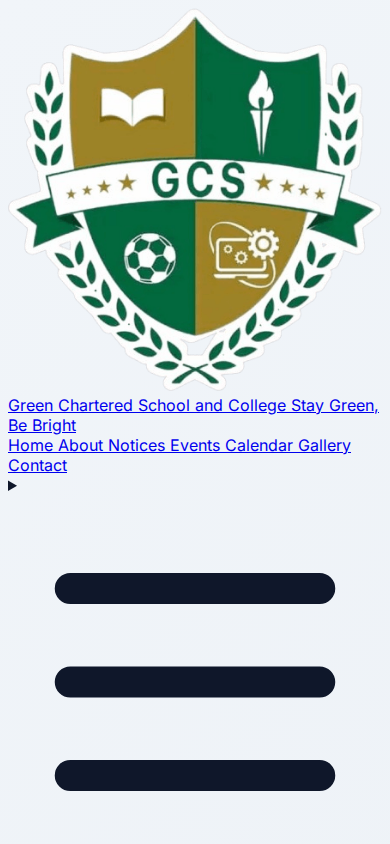 GCS
Green Chartered School and College Stay Green,
Be Bright
Home About Notices Events Calendar Gallery
Contact